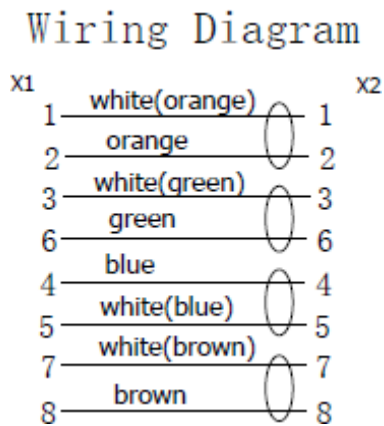 Wiring Diagram
X1 X2
1 white(orange) 1
2 orange 2
3 white(green) 3
6 green 6
4 blue 4
5 white(blue) 5
7 white(brown) 7
8 brown 8